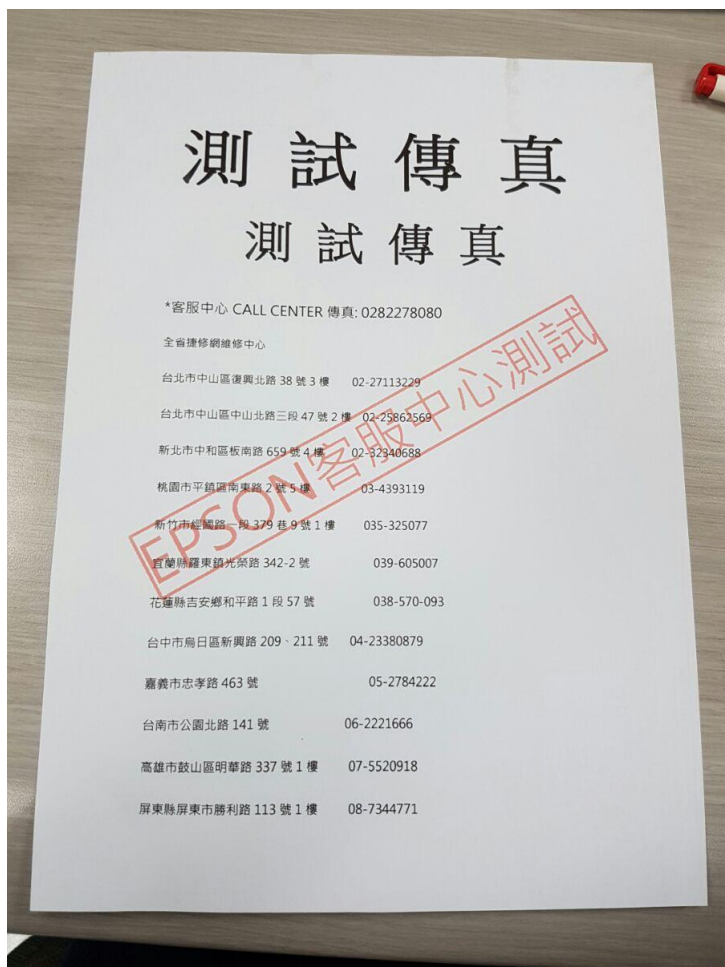 測試傳真
測試傳真
*客服中心 CALL CENTER 傳真: 0282278080
全省捷修網維修中心
台北市中山區復興北路 38 號 3 樓 02-27113229
台北市中山區中山北路三段 47 號 2 樓 02-25862569
新北市中和區板南路 659 號 4 樓 02-32340688
桃園市平鎮區南東路 2 號 5 樓 03-4393119
新竹市經國路一段 379 巷 9 號 1 樓 035-325077
宜蘭縣羅東鎮光榮路 342-2 號 039-605007
花蓮縣吉安鄉和平路 1 段 57 號 038-570-093
台中市烏日區新興路 209、211 號 04-23380879
嘉義市忠孝路 463 號 05-2784222
台南市公園北路 141 號 06-2221666
高雄市鼓山區明華路 337 號 1 樓 07-5520918
屏東縣屏東市勝利路 113 號 1 樓 08-7344771
EPSON客服中心測試